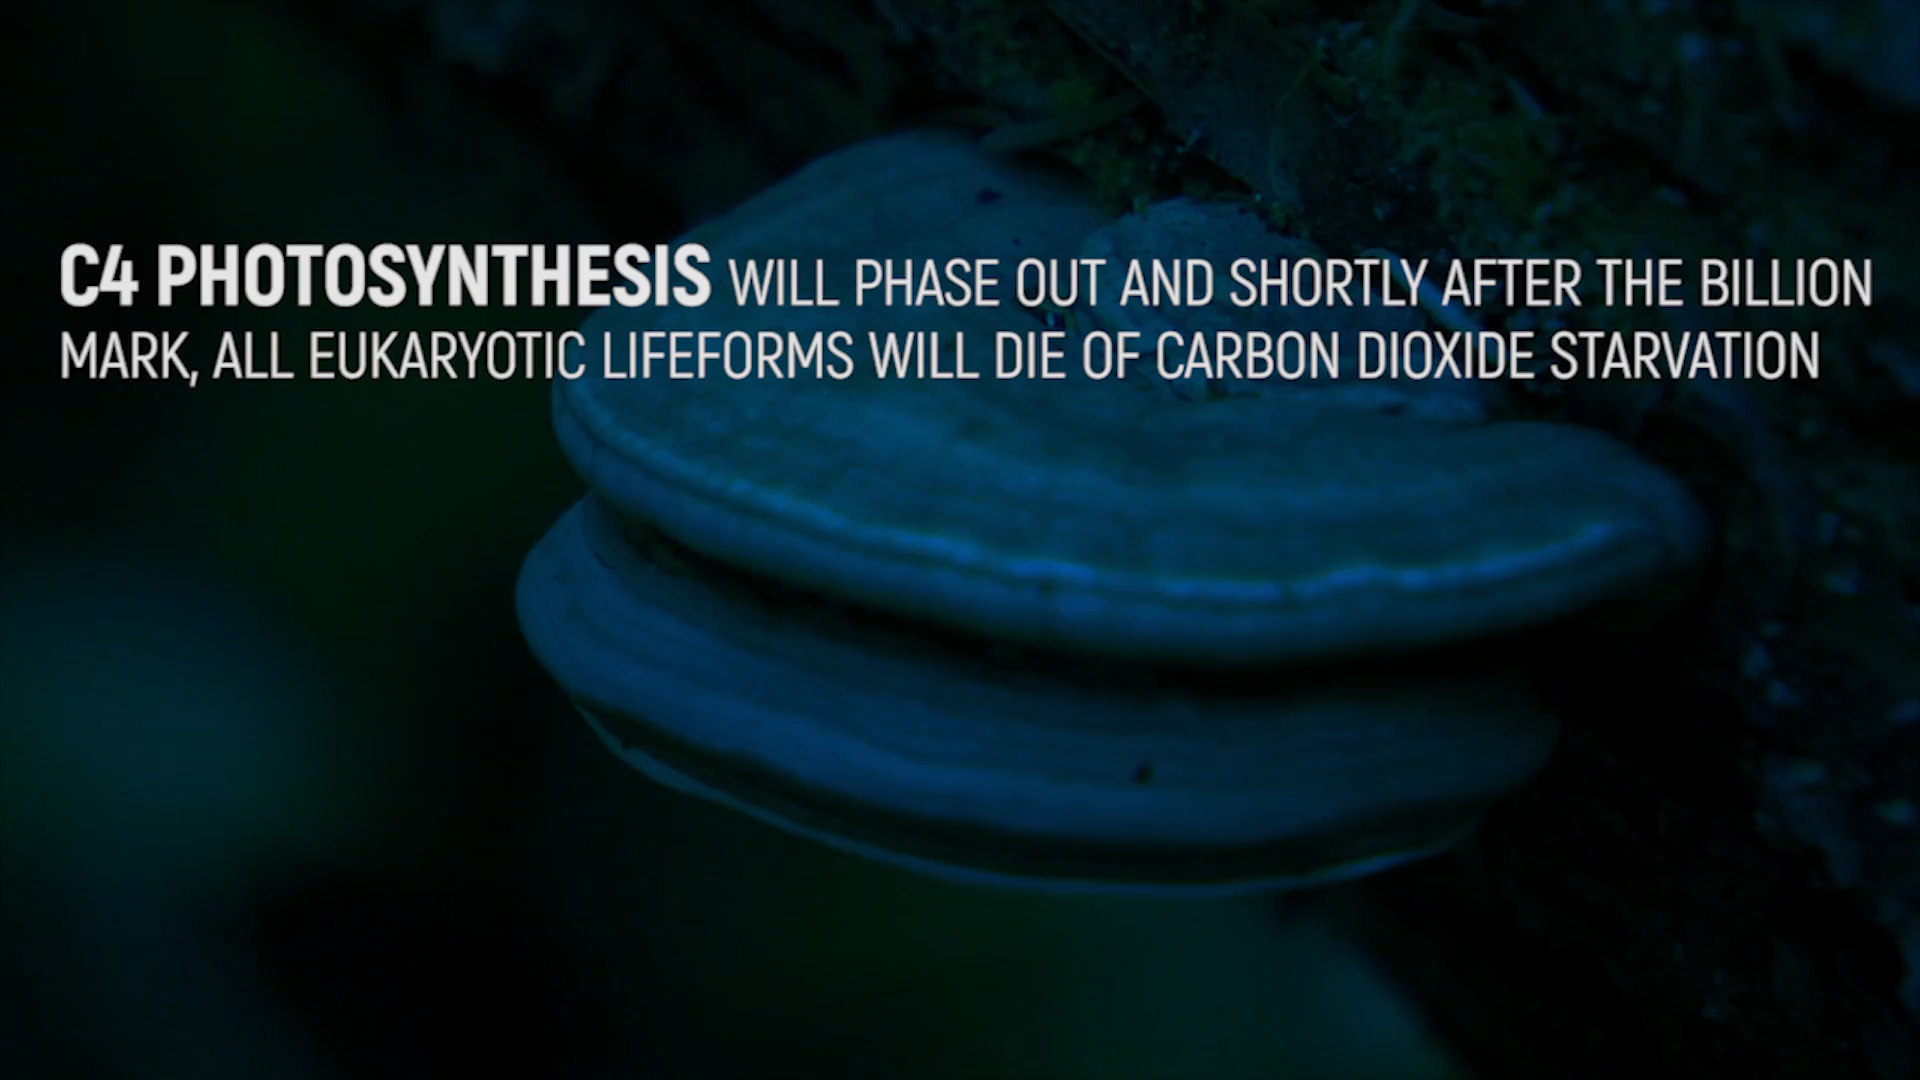 C4 PHOTOSYNTHESIS WILL PHASE OUT AND SHORTLY AFTER THE BILLION
MARK, ALL EUKARYOTIC LIFEFORMS WILL DIE OF CARBON DIOXIDE STARVATION